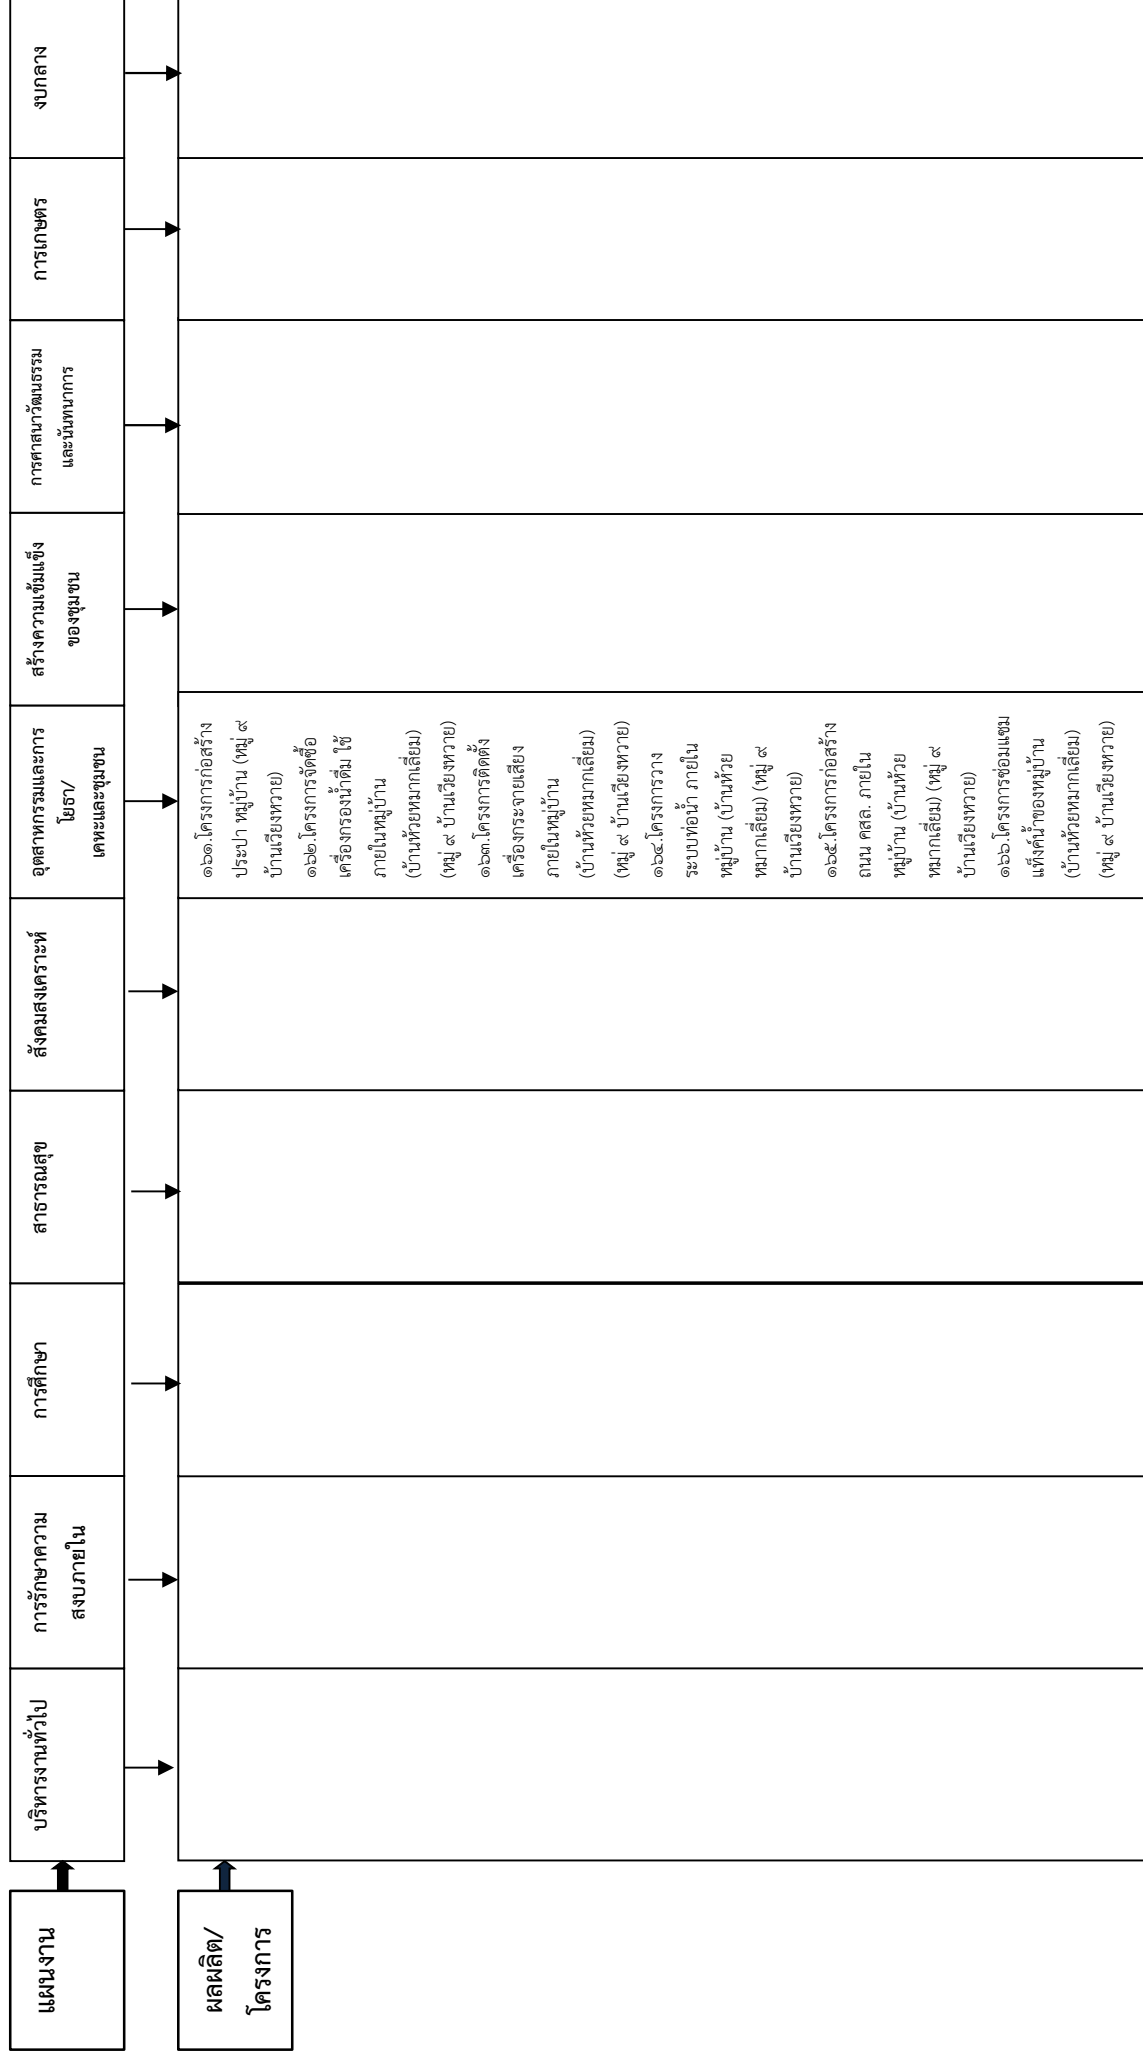 แผนงาน
บริหารงานทั่วไป
การรักษาความ
สงบภายใน
การศึกษา
สาธารณสุข
สังคมสงเคราะห์
อุตสาหกรรมและการ
โยธา/
เคหะและชุมชน
สร้างความเข้มแข็ง
ของชุมชน
การศาสนาวัฒนธรรม
และนันทนาการ
การเกษตร
งบกลาง
ผลผลิต/
โครงการ
๑๖๑.โครงการก่อสร้าง
ประปา หมู่บ้าน (หมู่ ๙
บ้านเวียงหวาย)
๑๖๒.โครงการจัดซื้อ
เครื่องกรองน้ำดื่ม ใช้
ภายในหมู่บ้าน
(บ้านห้วยหมากเลี่ยม)
(หมู่ ๙ บ้านเวียงหวาย)
๑๖๓.โครงการติดตั้ง
เครื่องกระจายเสียง
ภายในหมู่บ้าน
(บ้านห้วยหมากเลี่ยม)
(หมู่ ๙ บ้านเวียงหวาย)
๑๖๔.โครงการวาง
ระบบท่อน้ำ ภายใน
หมู่บ้าน (บ้านห้วย
หมากเลี่ยม) (หมู่ ๙
บ้านเวียงหวาย)
๑๖๕.โครงการก่อสร้าง
ถนน คสล. ภายใน
หมู่บ้าน (บ้านห้วย
หมากเลี่ยม) (หมู่ ๙
บ้านเวียงหวาย)
๑๖๖.โครงการซ่อมแซม
แท็งค์น้ำของหมู่บ้าน
(บ้านห้วยหมากเลี่ยม)
(หมู่ ๙ บ้านเวียงหวาย)